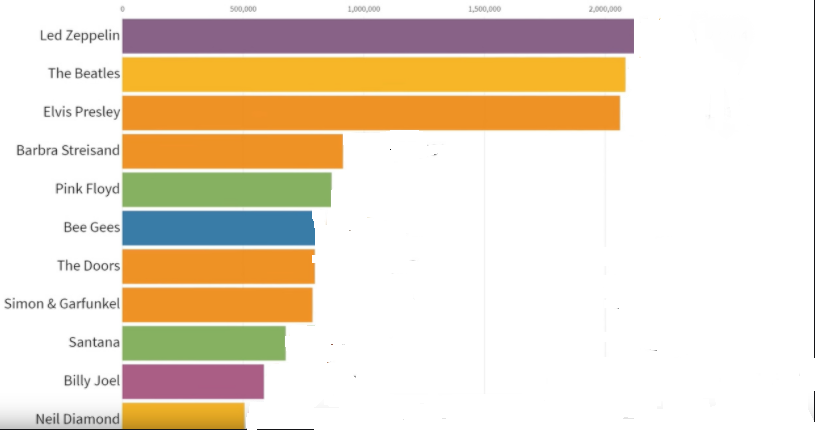 0 500,000 1,000,000 1,500,000 2,000,000
Led Zeppelin
The Beatles
Elvis Presley
Barbra Streisand
Pink Floyd
Bee Gees
The Doors
Simon & Garfunkel
Santana
Billy Joel
Neil Diamond